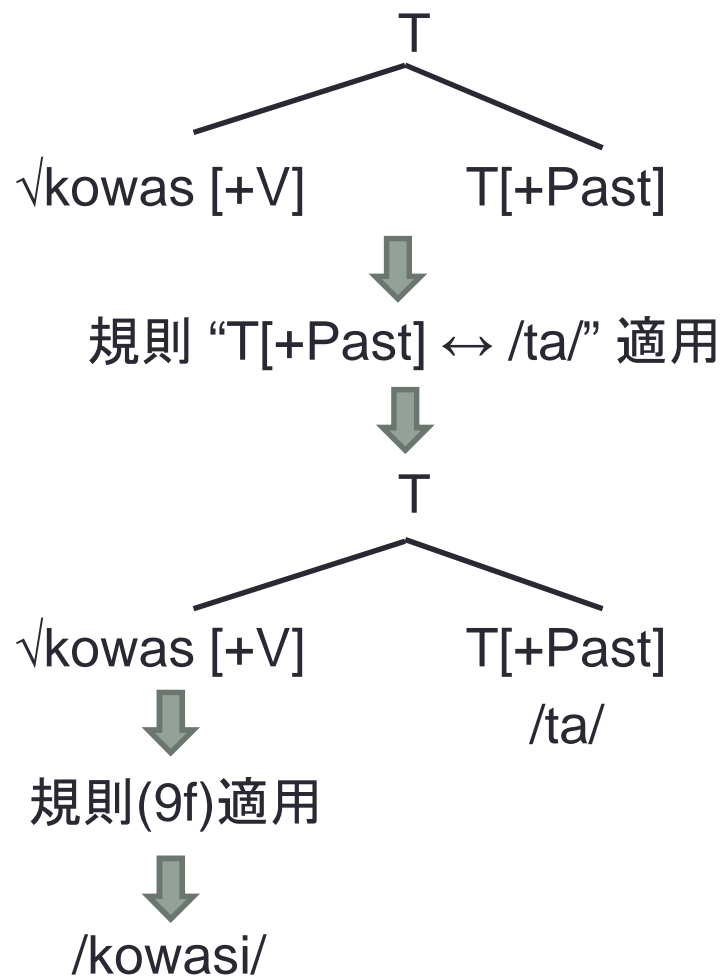 T
√kowas [+V] T[+Past]
規則 “T[+Past] ↔ /ta/” 適用
T
√kowas [+V] T[+Past]
/ta/
規則(9f)適用
/kowasi/